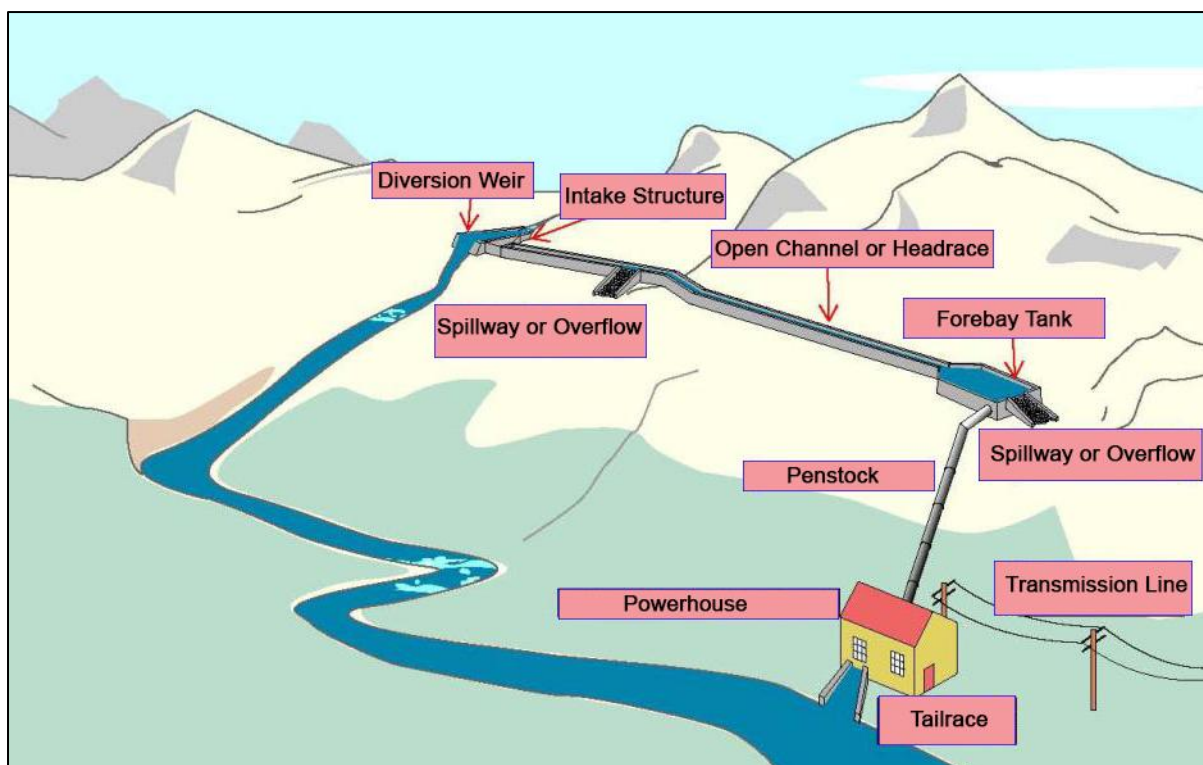 Diversion Weir
Intake Structure
Open Channel or Headrace
Spillway or Overflow
Forebay Tank
Spillway or Overflow
Penstock
Transmission Line
Powerhouse
Tailrace